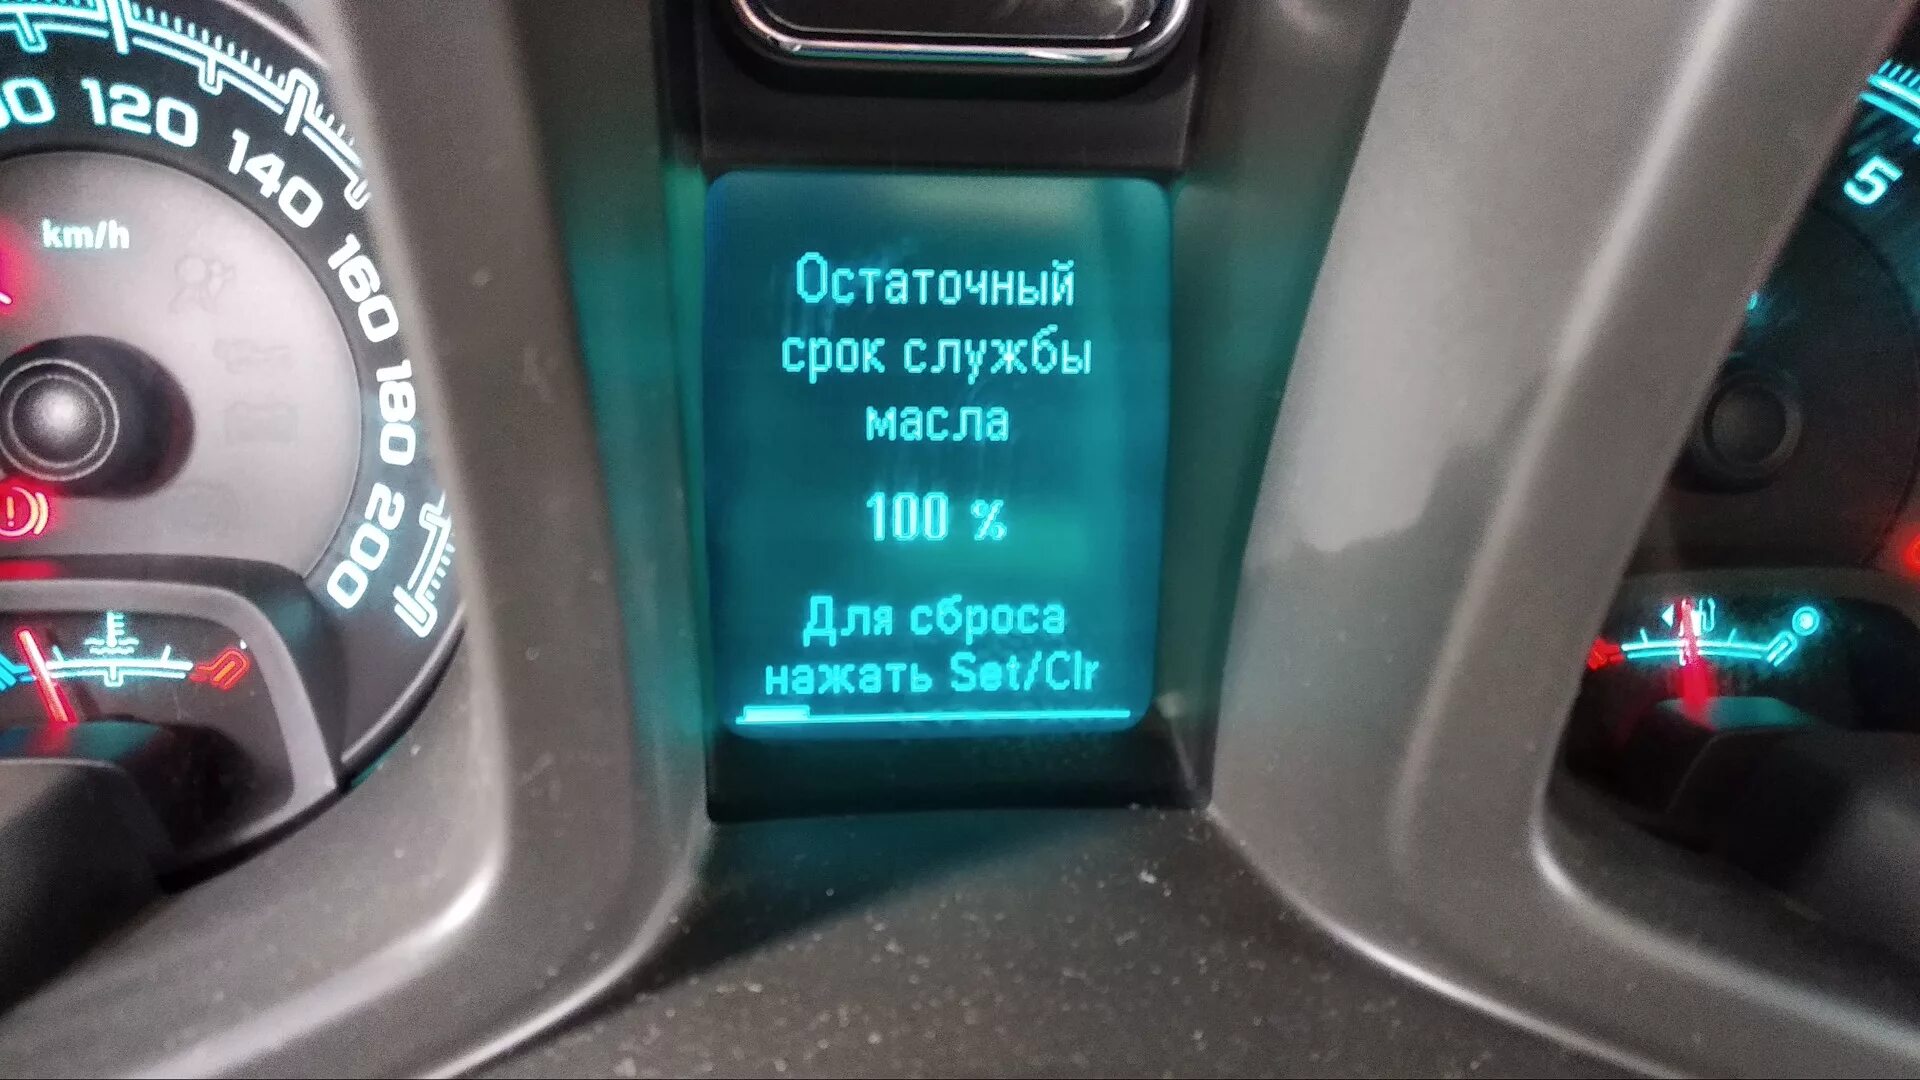 120
140
km/h
160
180
200
5
Остаточный
срок службы
масла
100 %
Для сброса
нажать Set/Clr